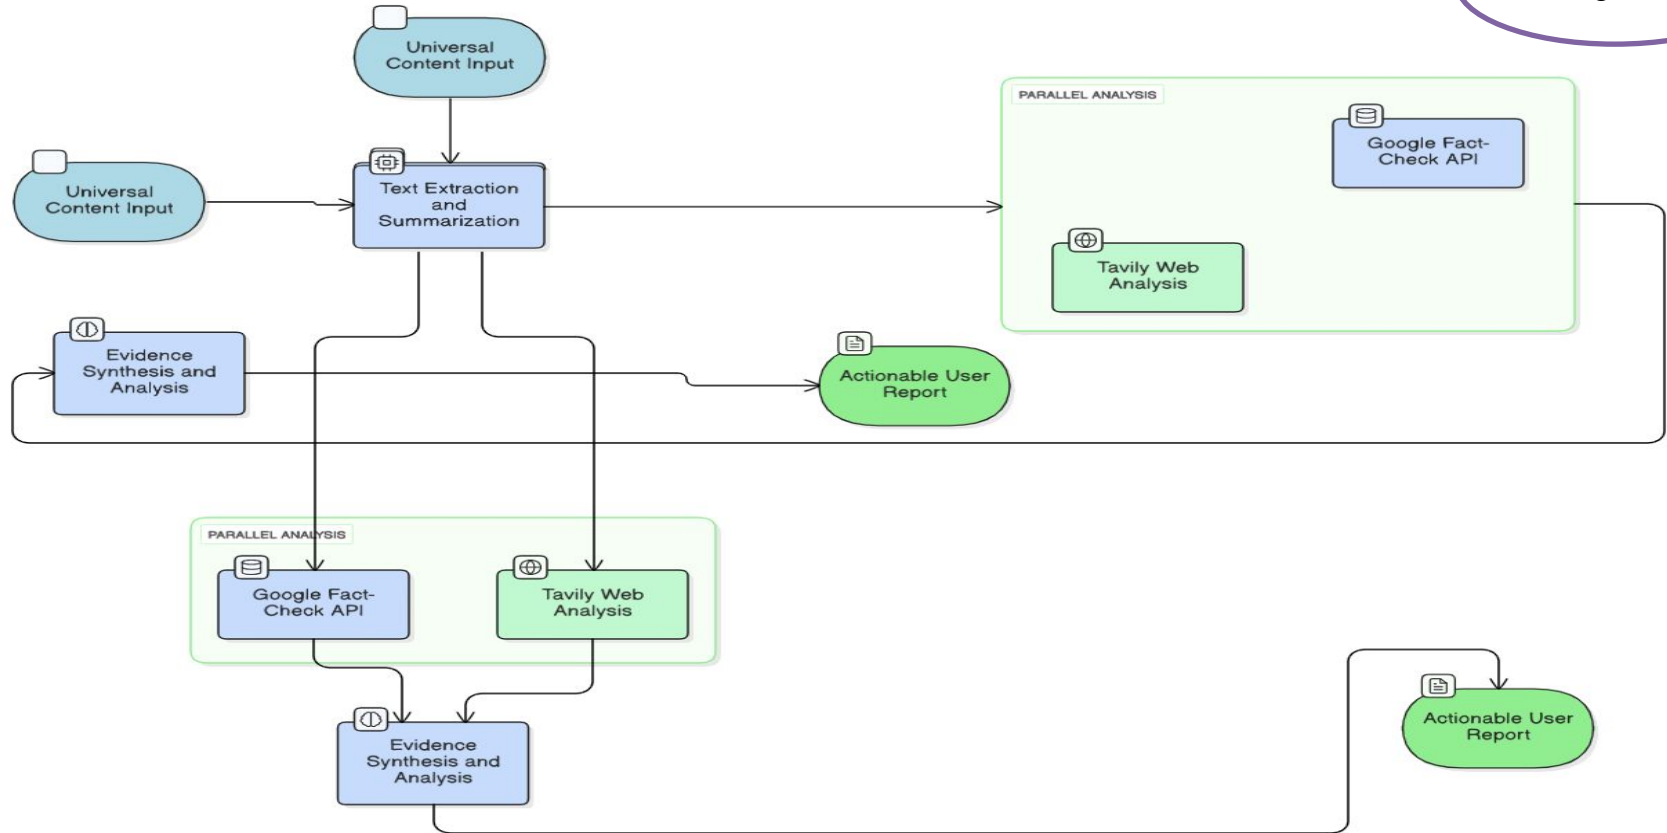 Universal
Content Input
PARALLEL ANALYSIS
Google Fact-
Check API
Universal
Content Input
Text Extraction
and
Summarization
Tavily Web
Analysis
Evidence
Synthesis and
Analysis
Actionable User
Report
PARALLEL ANALYSIS
Google Fact-
Check API
Tavily Web
Analysis
Evidence
Synthesis and
Analysis
Actionable User
Report